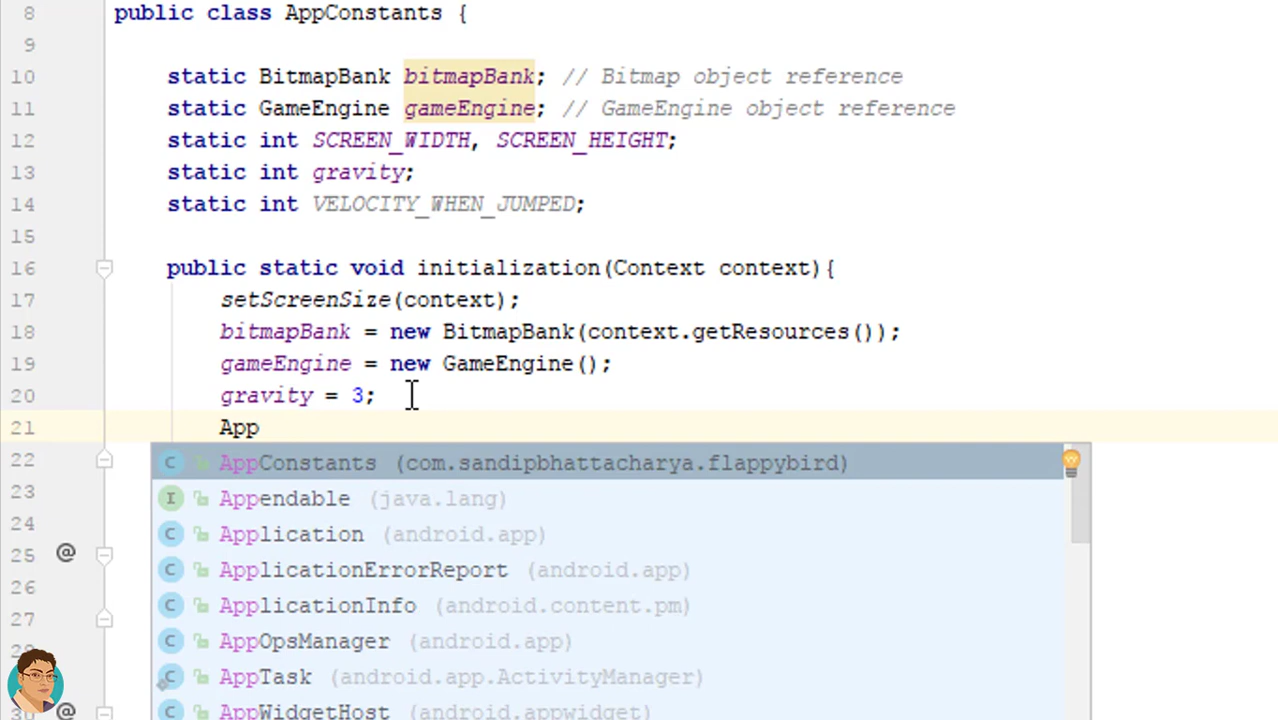 8 public class AppConstants {
9
10 static BitmapBank bitmapBank; // Bitmap object reference
11 static GameEngine gameEngine; // GameEngine object reference
12 static int SCREEN_WIDTH, SCREEN_HEIGHT;
13 static int gravity;
14 static int VELOCITY_WHEN_JUMPED;
15
16 public static void initialization(Context context){
17 setScreenSize(context);
18 bitmapBank = new BitmapBank(context.getResources());
19 gameEngine = new GameEngine();
20 gravity = 3;
21 App
22 C AppConstants (com.sandipbhattacharya.flappybird)
23 I Appendable (java.lang)
24 C Application (android.app)
25 @ C ApplicationErrorReport (android.app)
26 C ApplicationInfo (android.content.pm)
27 C AppOpsManager (android.app)
C AppTask (android.app.ActivityManager)
30 @ C AppWidgetHost (android.appwidget)